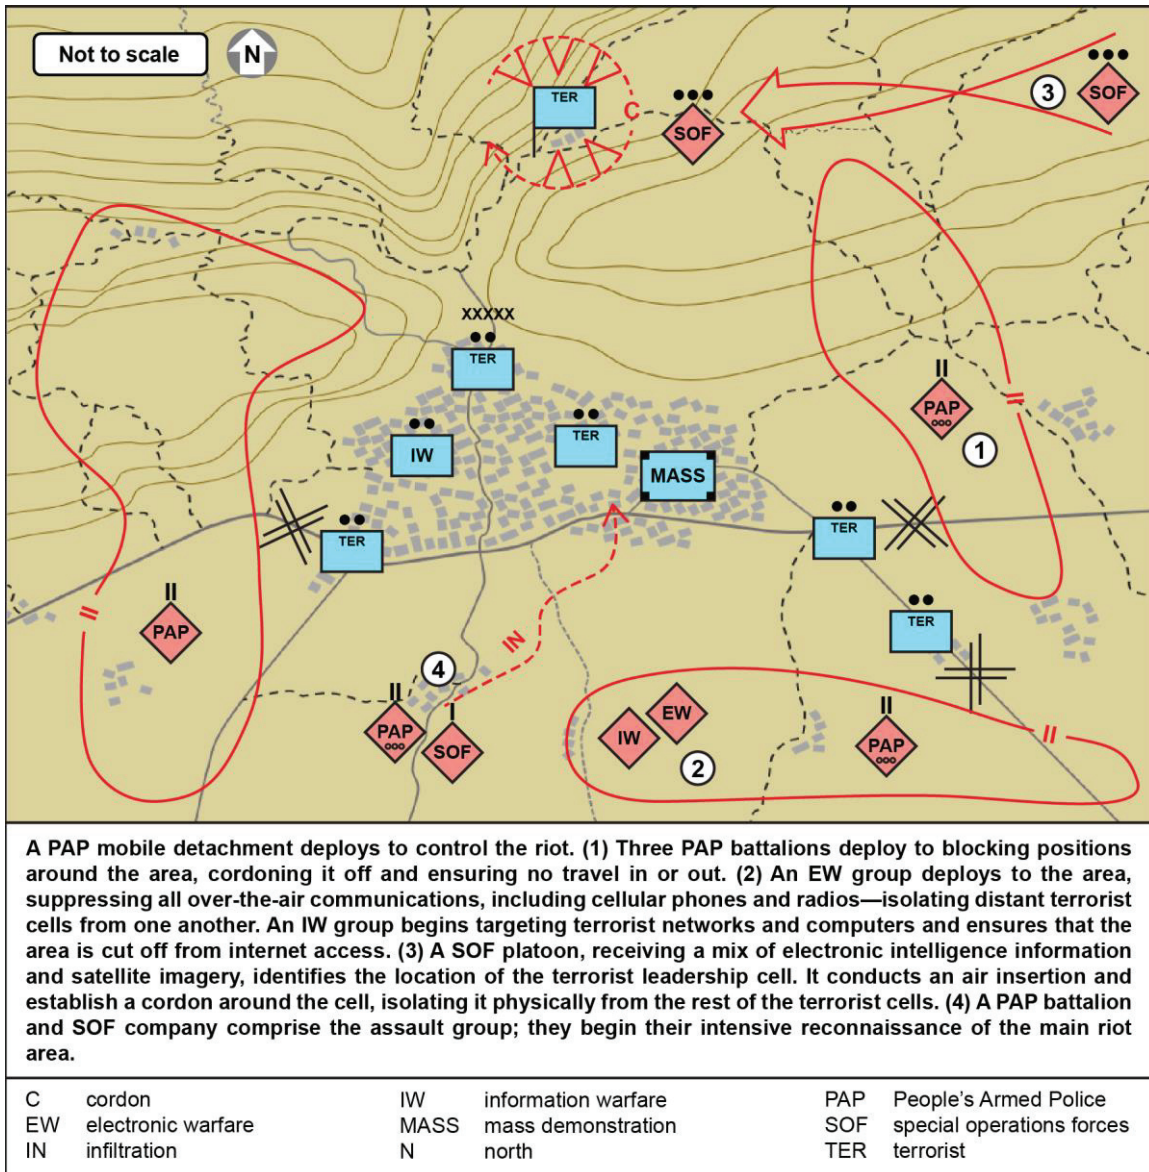 Not to scale
N
TER
C
SOF
3
SOF
XXXXX
TER
II
PAP
1
II
IW
TER
MASS
TER
TER
II
PAP
II
TER
IN
4
II
PAP
I
SOF
IW
EW
2
II
PAP
II
A PAP mobile detachment deploys to control the riot. (1) Three PAP battalions deploy to blocking positions
around the area, cordoning it off and ensuring no travel in or out. (2) An EW group deploys to the area,
suppressing all over-the-air communications, including cellular phones and radios—isolating distant terrorist
cells from one another. An IW group begins targeting terrorist networks and computers and ensures that the
area is cut off from internet access. (3) A SOF platoon, receiving a mix of electronic intelligence information
and satellite imagery, identifies the location of the terrorist leadership cell. It conducts an air insertion and
establish a cordon around the cell, isolating it physically from the rest of the terrorist cells. (4) A PAP battalion
and SOF company comprise the assault group; they begin their intensive reconnaissance of the main riot
area.
C cordon
EW electronic warfare
IN infiltration
IW information warfare
MASS mass demonstration
N north
PAP People's Armed Police
SOF special operations forces
TER terrorist